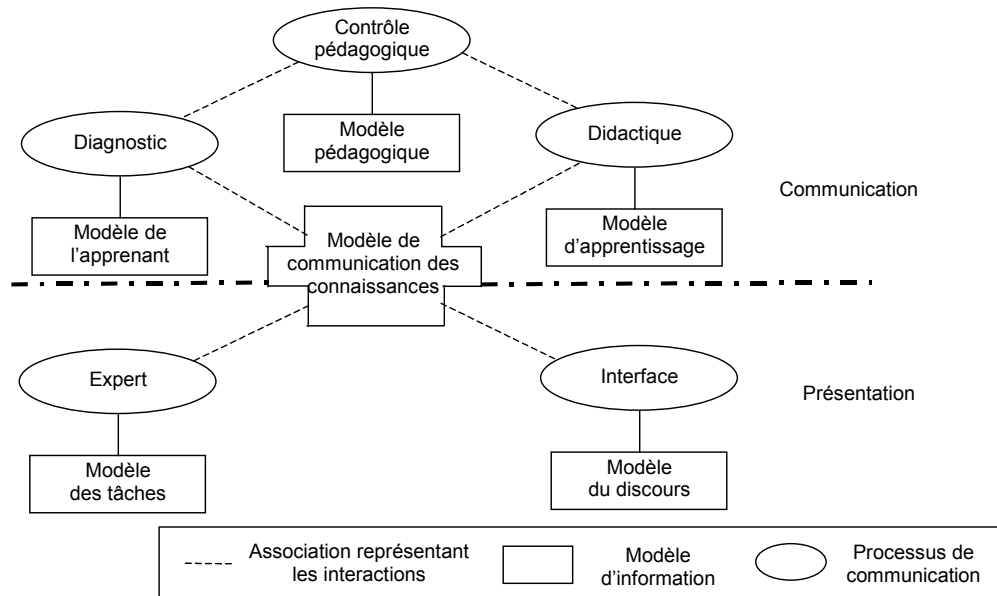 Contrôle
pédagogique
Diagnostic
Modèle
pédagogique
Didactique
Communication
Modèle de
l'apprenant
Modèle de
communication des
connaissances
Modèle
d'apprentissage
Expert
Interface
Présentation
Modèle
des tâches
Modèle
du discours
Association représentant
les interactions
Modèle
d'information
Processus de
communication